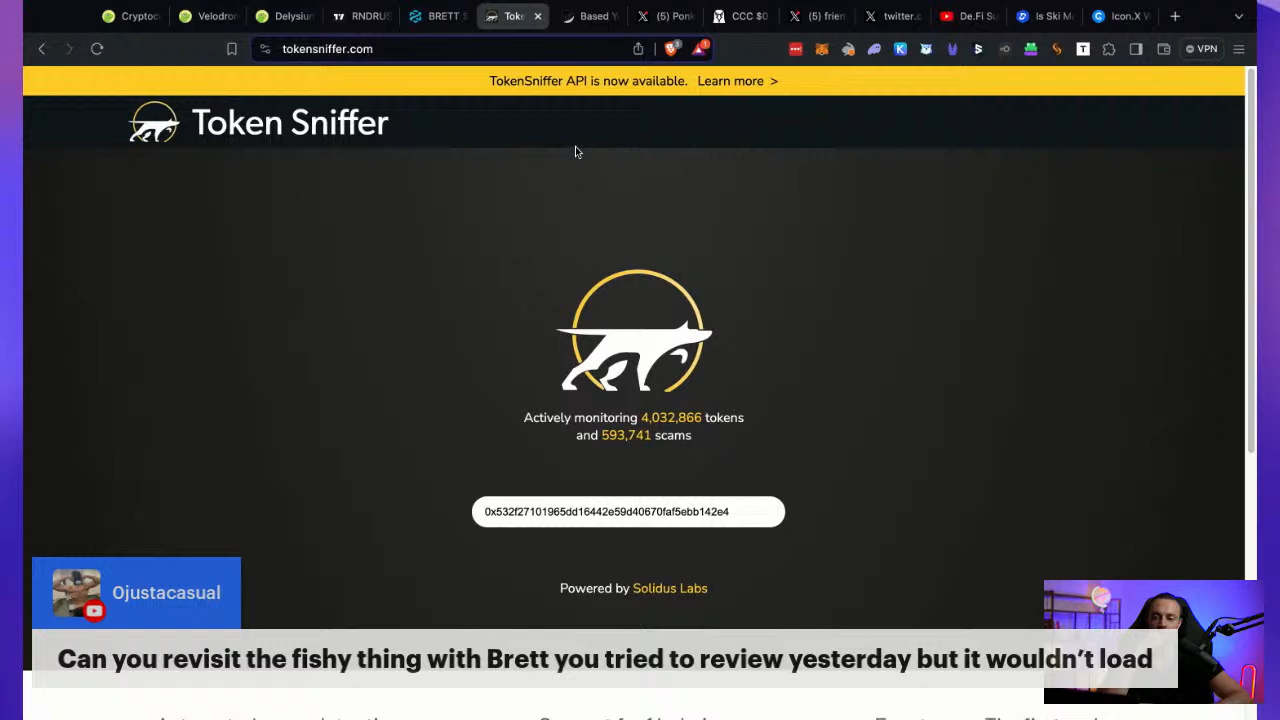 Cryptoc
Velodron
Delysiun
RNDRUS
BRETT $
Toke
Based Y
(5) Ponk
CCC $0
(5) frien
twitter.c
De.Fi Su
Is Ski Ma
Icon.X W
tokensniffer.com
VPN
TokenSniffer API is now available. Learn more >
Token Sniffer
Actively monitoring 4,032,866 tokens
and 593,741 scams
0x532f27101965dd16442e59d40670faf5ebb142e4
Powered by Solidus Labs
0justacasual
Can you revisit the fishy thing with Brett you tried to review yesterday but it wouldn't load